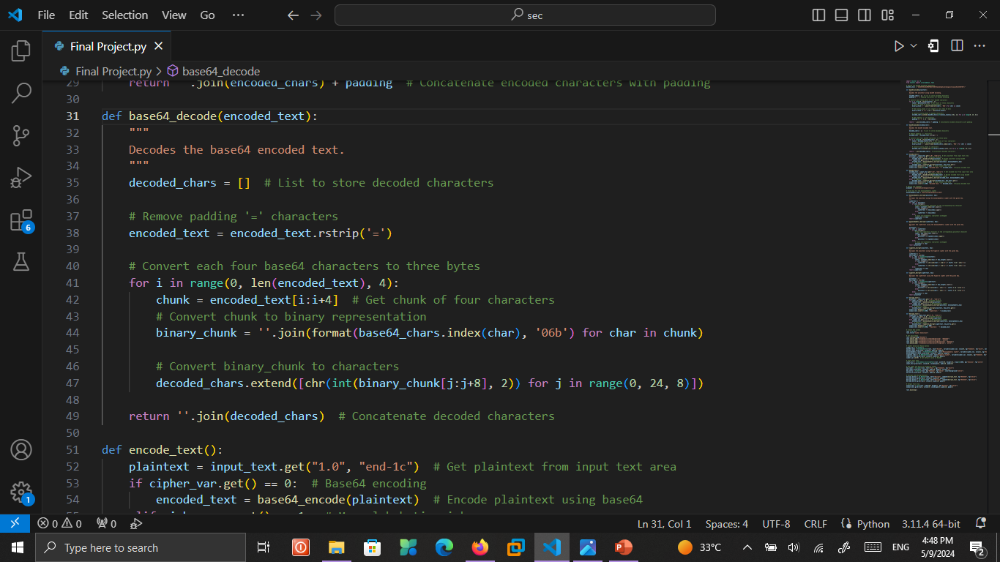 File Edit Selection View Go ···
sec
Final Project.py
Final Project.py > base64_decode
29 return ''.join(encoded_chars) + padding # Concatenate encoded characters with padding
30
31 def base64_decode(encoded_text):
32 """
33 Decodes the base64 encoded text.
34 """
35 decoded_chars = [] # List to store decoded characters
36
37 # Remove padding '=' characters
38 encoded_text = encoded_text.rstrip('=')
39
40 # Convert each four base64 characters to three bytes
41 for i in range(0, len(encoded_text), 4):
42 chunk = encoded_text[i:i+4] # Get chunk of four characters
43 # Convert chunk to binary representation
44 binary_chunk = ''.join(format(base64_chars.index(char), '06b') for char in chunk)
45
46 # Convert binary_chunk to characters
47 decoded_chars.extend([chr(int(binary_chunk[j:j+8], 2)) for j in range(0, 24, 8)])
48
49 return ''.join(decoded_chars) # Concatenate decoded characters
50
51 def encode_text():
52 plaintext = input_text.get("1.0", "end-1c") # Get plaintext from input text area
53 if cipher_var.get() == 0: # Base64 encoding
54 encoded_text = base64_encode(plaintext) # Encode plaintext using base64
6
1
0 0 0 Ln 31, Col 1 Spaces: 4 UTF-8 CRLF Python 3.11.4 64-bit
Type here to search
33°C ENG
4:48 PM
5/9/2024
2